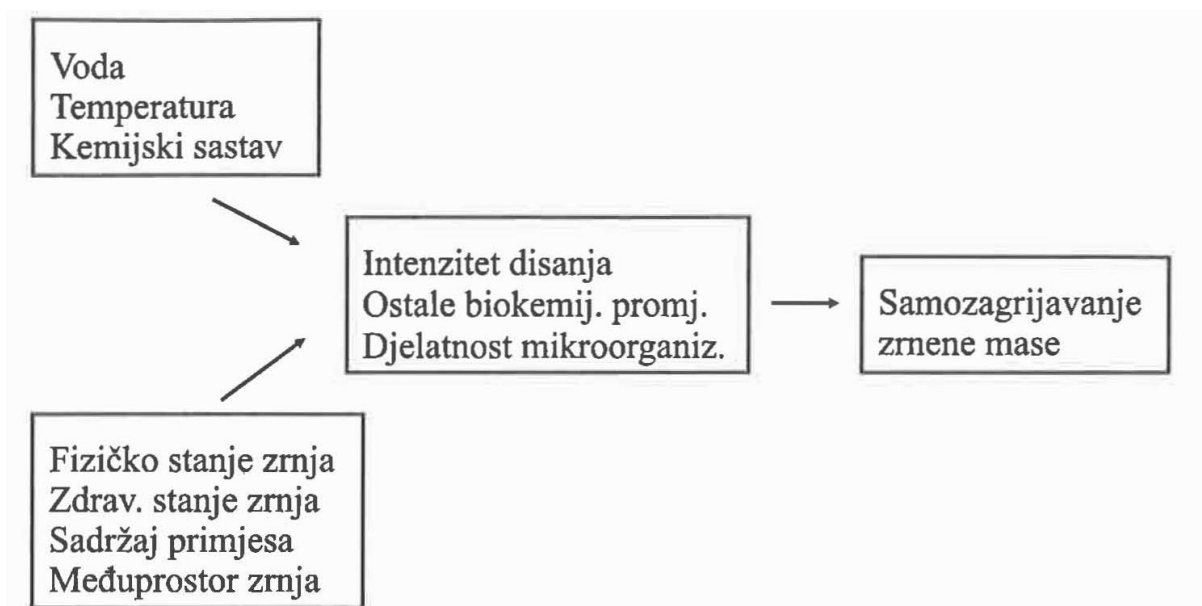 Voda
Temperatura
Kemijski sastav
Intenzitet disanja
Ostale biokemij. promj.
Djelatnost mikroorganiz.
Samozagrijavanje
zrnene mase
Fizičko stanje zrnja
Zdrav. stanje zrnja
Sadržaj primjesa
Međuprostor zrnja